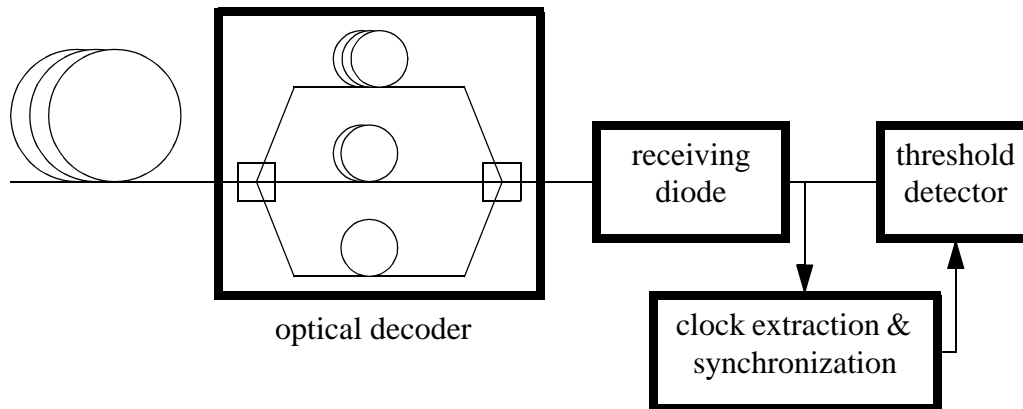 receiving
diode
threshold
detector
optical decoder
clock extraction &
synchronization